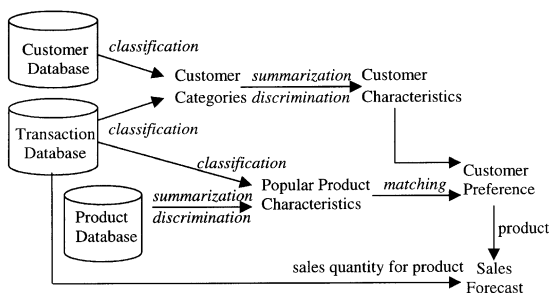 Customer
Database
classification
Customer
Categories
summarization
discrimination
Customer
Characteristics
Transaction
Database
classification
classification
Product
Database
summarization
discrimination
Popular Product
Characteristics
matching
Customer
Preference
product
sales quantity for product
Sales
Forecast